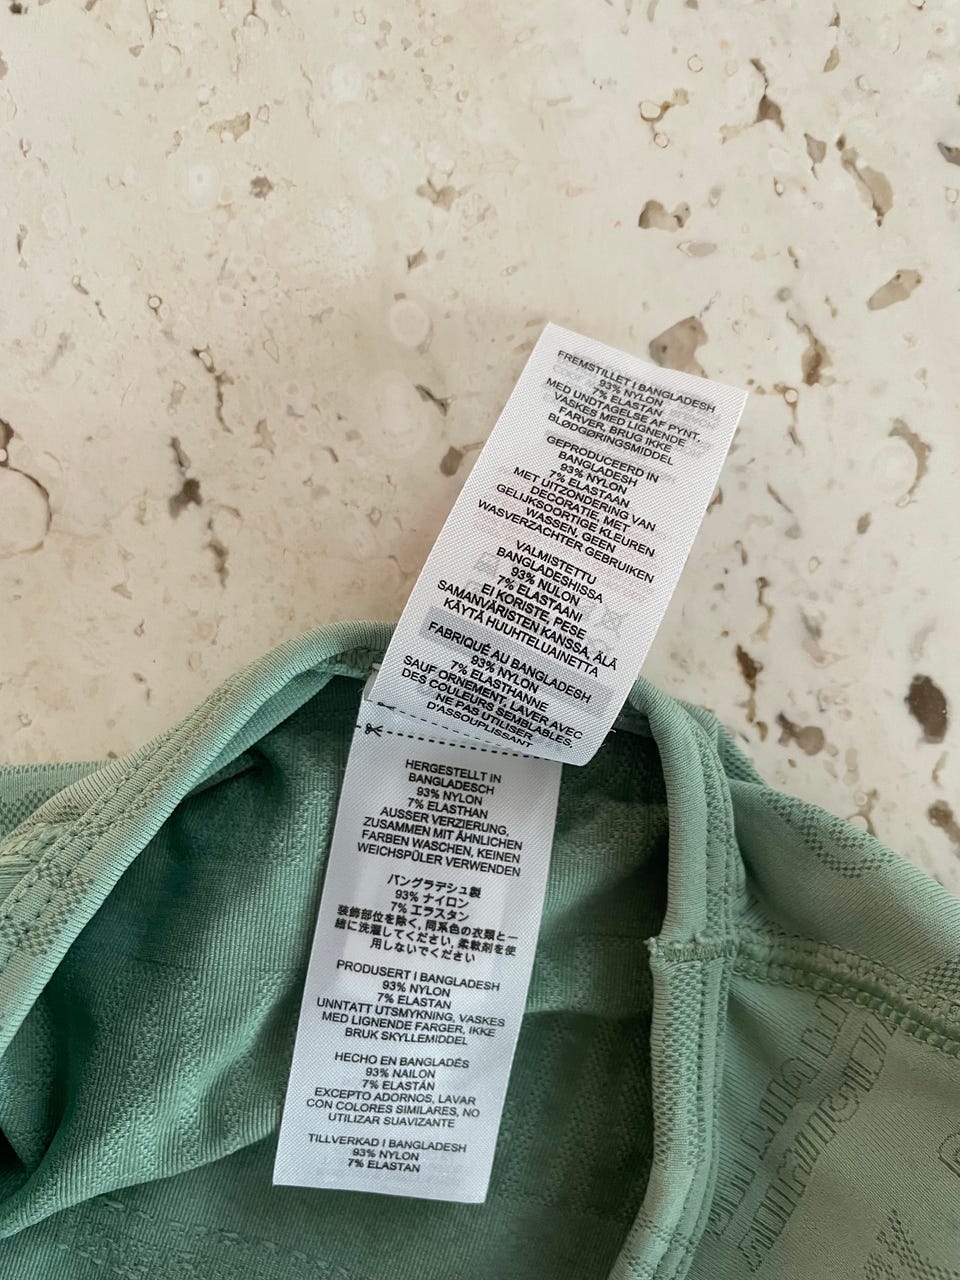 FREMSTILLET I BANGLADESH
93% NYLON
7% ELASTAN
MED UNDTAGELSE AF PYNT.
VASKES MED LIGNENDE
FARVER, BRUG IKKE
BLØDGØRINGSMIDDEL
GEPRODUCEERD IN
BANGLADESH
93% NYLON
7% ELASTAAN
MET UITZONDERING VAN
DECORATIE, MET
GELIJKSOORTIGE KLEUREN
WASSEN, GEEN
WASVERZACHTER GEBRUIKEN
VALMISTETTU
BANGLADESHISSA
93% NULON
7% ELASTAANI
EI KORISTE, PESE
SAMANVÄRISTEN KANSSA, ÄLÄ
KÄYTÄ HUUHTELUAINETTA
FABRIQUÉ AU BANGLADESH
93% NYLON
7% ELASTHANNE
SAUF ORNEMENT, LAVER AVEC
DES COULEURS SEMBLABLES,
NE PAS UTILISER
D'ASSOUPLISSANT
HERGESTELLT IN
BANGLADESCH
93% NYLON
7% ELASTHAN
AUSSER VERZIERUNG,
ZUSAMMEN MIT ÄHNLICHEN
FARBEN WASCHEN, KEINEN
WEICHSPÜLER VERWENDEN
バングラデシュ製
93% ナイロン
7% エラスタン
装飾部位を除く, 同系色の衣類と一
緒に洗濯してください, 柔軟剤を使
用しないでください
PRODUSERT I BANGLADESH
93% NYLON
7% ELASTAN
UNNTATT UTSMYKNING, VASKES
MED LIGNENDE FARGER, IKKE
BRUK SKYLLEMIDDEL
HECHO EN BANGLADÉS
93% NAILON
7% ELASTÁN
EXCEPTO ADORNOS, LAVAR
CON COLORES SIMILARES, NO
UTILIZAR SUAVIZANTE
TILLVERKAD I BANGLADESH
93% NYLON
7% ELASTAN